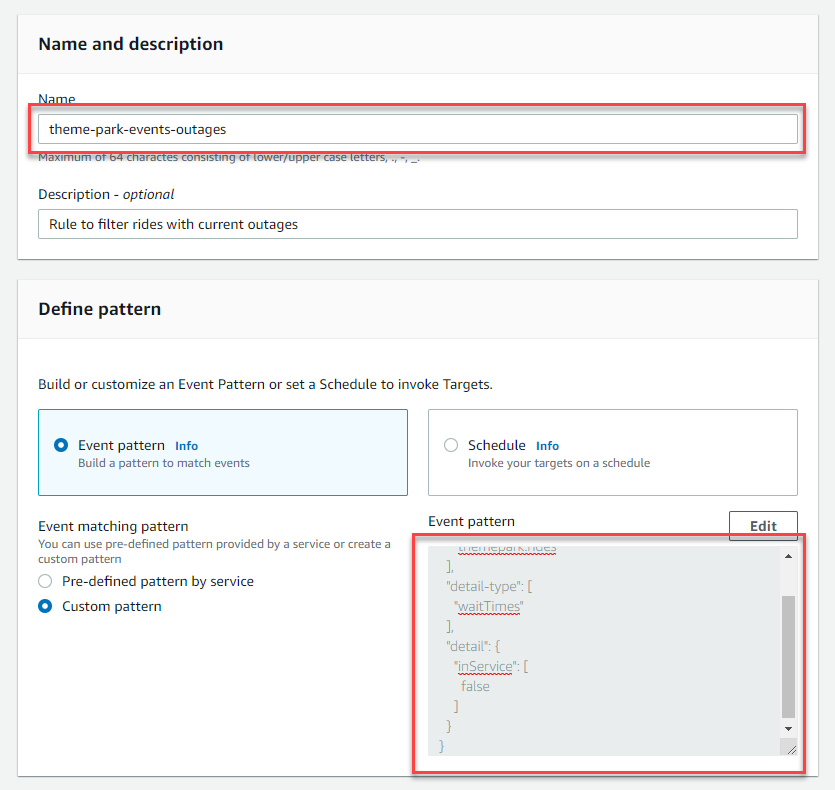 Name and description
Name
theme-park-events-outages
Maximum of 64 charactes consisting of lower/upper case letters, ., -, _.
Description - optional
Rule to filter rides with current outages
Define pattern
Build or customize an Event Pattern or set a Schedule to invoke Targets.
Event pattern Info
Build a pattern to match events
Schedule Info
Invoke your targets on a schedule
Event matching pattern
You can use pre-defined pattern provided by a service or create a
custom pattern
Pre-defined pattern by service
Custom pattern
Event pattern
Edit
themepark.rides
],
"detail-type": [
"waitTimes"
],
"detail": {
"inService": [
false
]
}
}